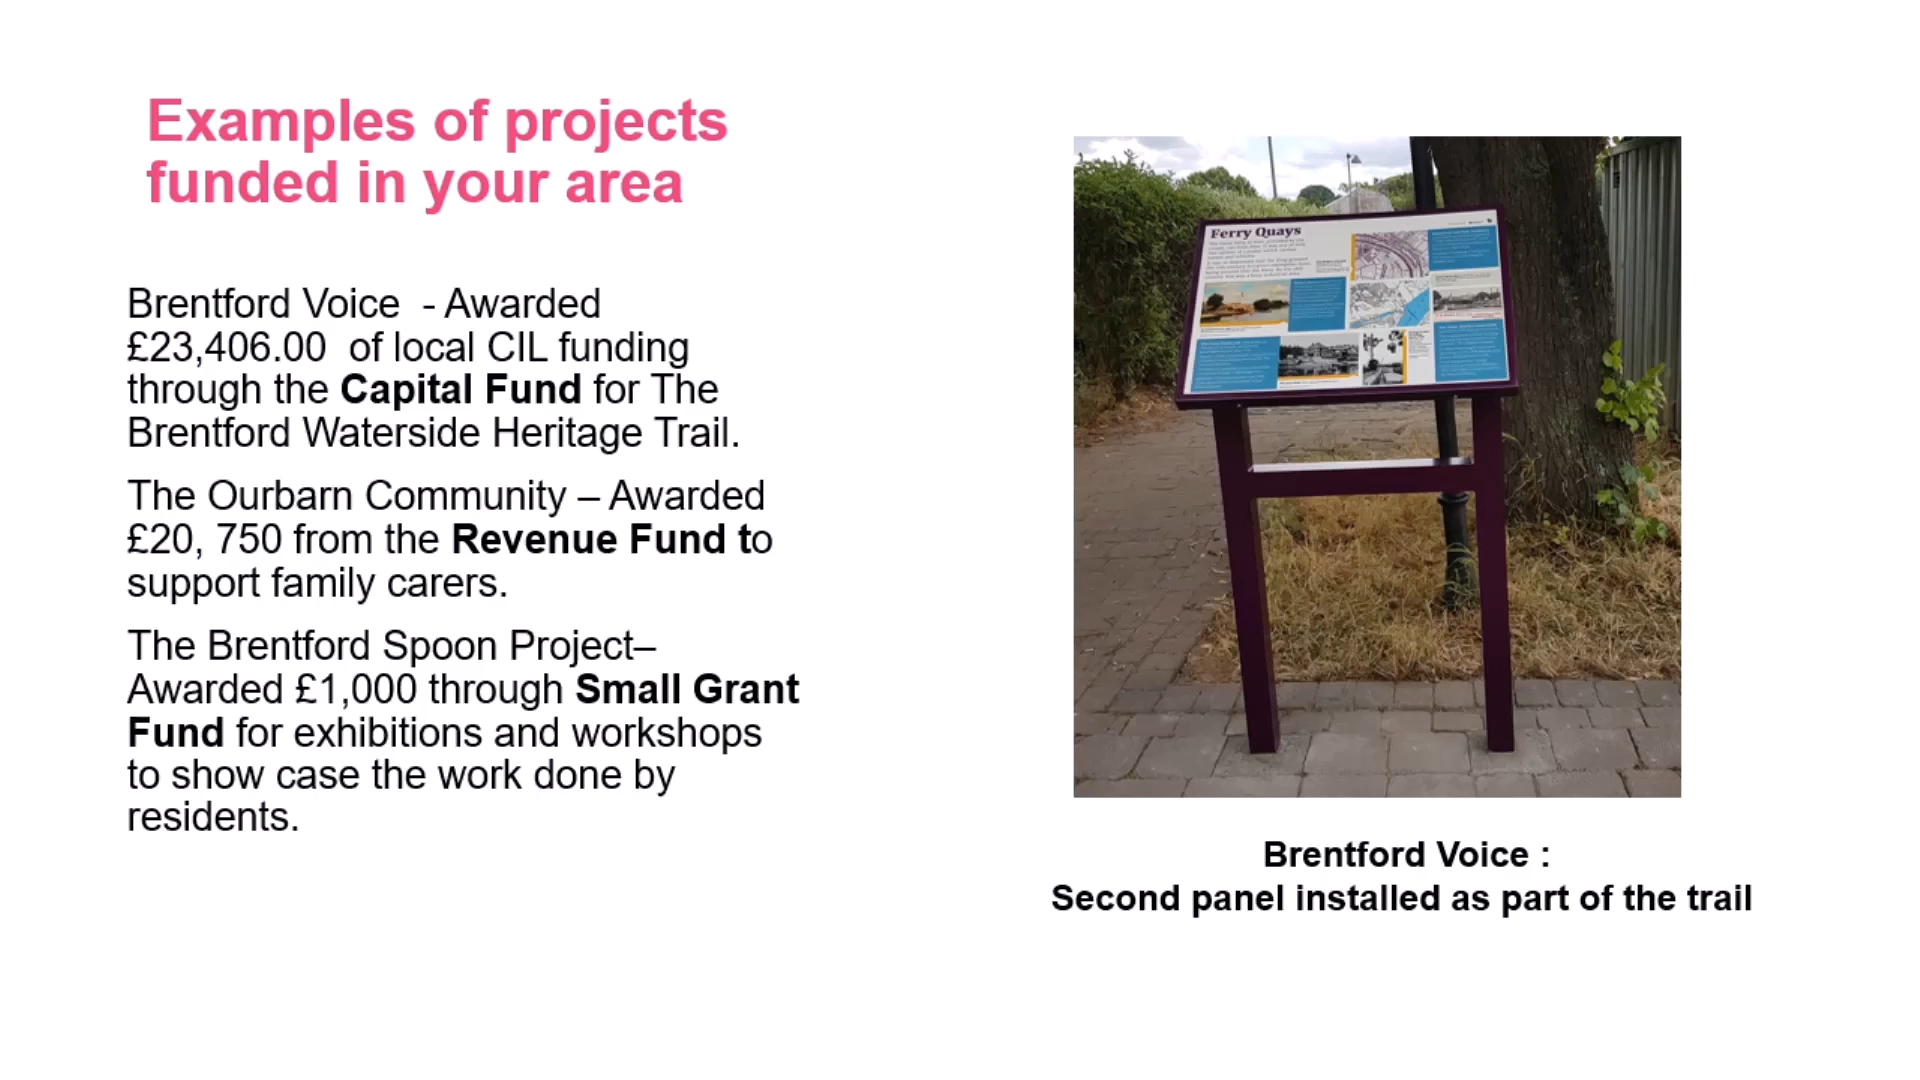 Examples of projects
funded in your area
Brentford Voice  - Awarded
£23,406.00  of local CIL funding
through the Capital Fund for The
Brentford Waterside Heritage Trail.
The Ourbarn Community – Awarded
£20, 750 from the Revenue Fund to
support family carers.
The Brentford Spoon Project–
Awarded £1,000 through Small Grant
Fund for exhibitions and workshops
to show case the work done by
residents.
Ferry Quays
Brentford Voice :
Second panel installed as part of the trail